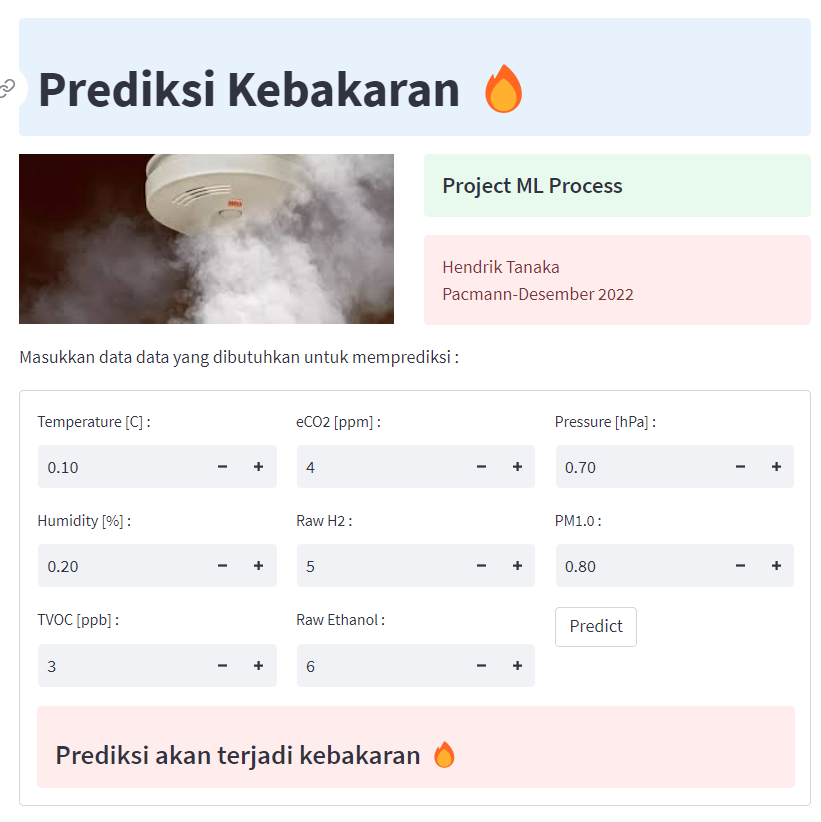 Prediksi Kebakaran 🔥
Project ML Process
Hendrik Tanaka
Pacmann-Desember 2022
Masukkan data data yang dibutuhkan untuk memprediksi :
Temperature [C] :
0.10
eCO2 [ppm] :
4
Pressure [hPa] :
0.70
Humidity [%] :
0.20
Raw H2 :
5
PM1.0 :
0.80
TVOC [ppb] :
3
Raw Ethanol :
6
Predict
Prediksi akan terjadi kebakaran 🔥